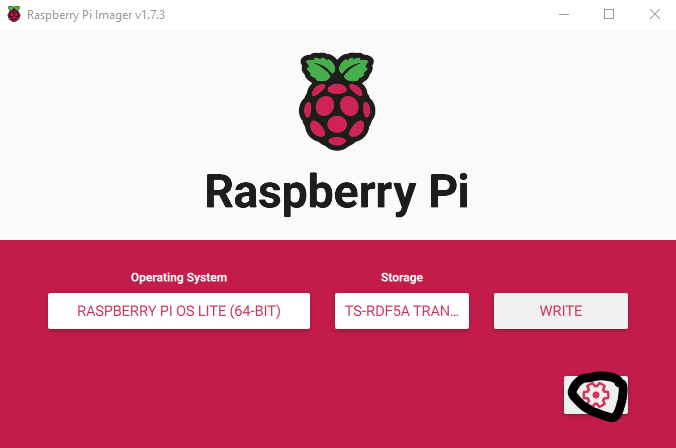 Raspberry Pi Imager v1.7.3
Raspberry Pi
Operating System
Storage
RASPBERRY PI OS LITE (64-BIT)
TS-RDF5A TRAN...
WRITE